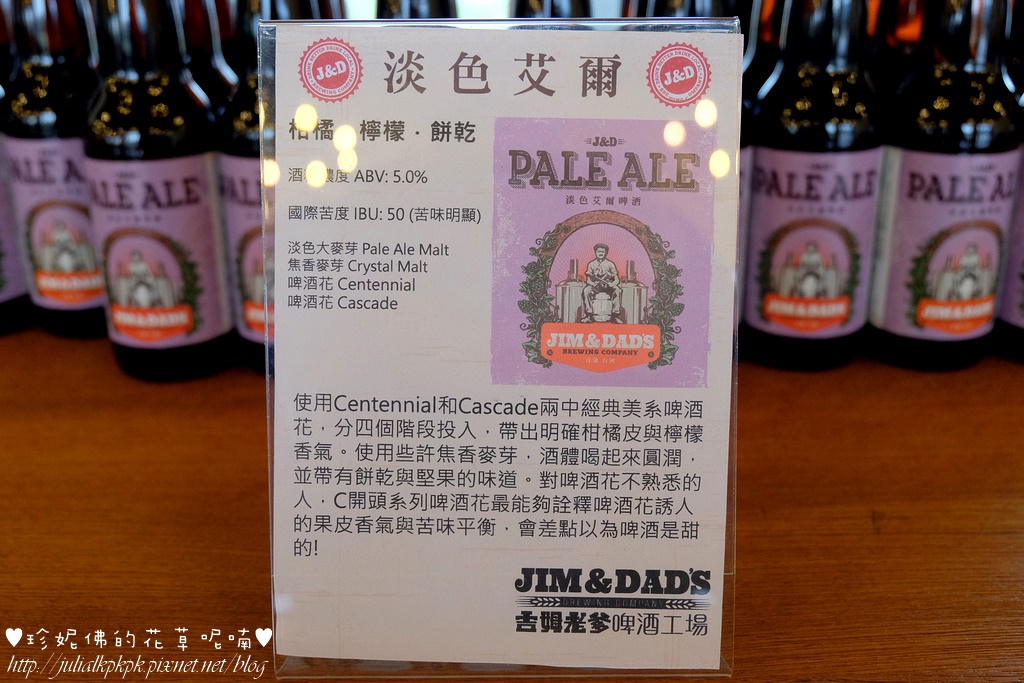 淡色艾爾
J&D
J&D
柑橘·檸檬·餅乾
酒精濃度 ABV: 5.0%
國際苦度 IBU: 50 (苦味明顯)
淡色大麥芽 Pale Ale Malt
焦香麥芽 Crystal Malt
啤酒花 Centennial
啤酒花 Cascade
J&D
PALE ALE
淡色艾爾啤酒
JIM & DAD'S
BREWING COMPANY
使用Centennial和Cascade兩中經典美系啤酒
花，分四個階段投入，帶出明確柑橘皮與檸檬
香氣。使用些許焦香麥芽，酒體喝起來圓潤，
並帶有餅乾與堅果的味道。對啤酒花不熟悉的
人，C開頭系列啤酒花最能夠詮釋啤酒花誘人
的果皮香氣與苦味平衡，會差點以為啤酒是甜
的!
JIM & DAD'S
BREWING COMPANY
吉姆老爹啤酒工場
PALE ALE
JIM & DAD'S
PALE ALE
JIM & DAD'S
PALE ALE
JIM & DAD'S
♥珍妮佛的花草呢喃♥
http://julialkpkpk.pixnet.net/blog